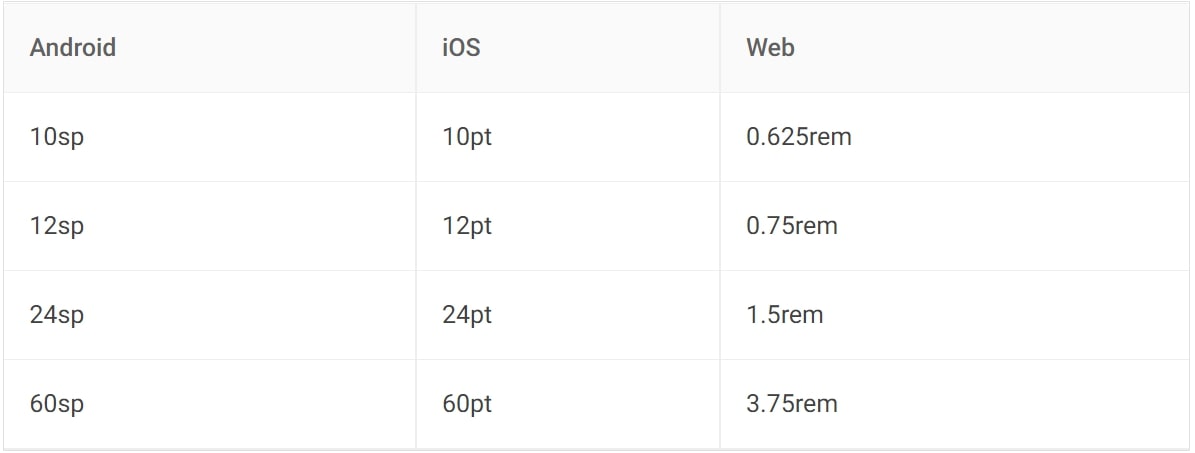 Android iOS Web
10sp 10pt 0.625rem
12sp 12pt 0.75rem
24sp 24pt 1.5rem
60sp 60pt 3.75rem